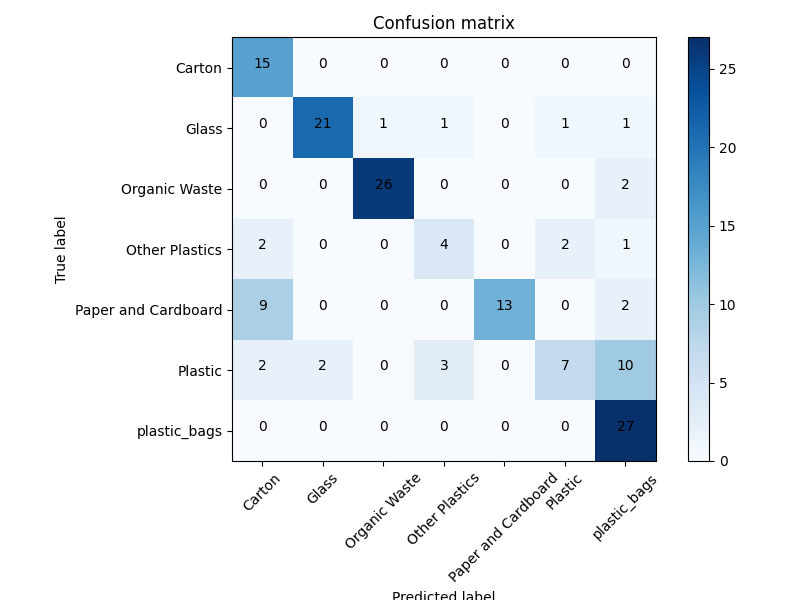 Confusion matrix
True label
Carton 15 0 0 0 0 0 0
Glass 0 21 1 1 0 1 1
Organic Waste 0 0 26 0 0 0 2
Other Plastics 2 0 0 4 0 2 1
Paper and Cardboard 9 0 0 0 13 0 2
Plastic 2 2 0 3 0 7 10
plastic_bags 0 0 0 0 0 0 27
Carton Glass Organic Waste Other Plastics Paper and Cardboard Plastic plastic_bags
Predicted label
25
20
15
10
5
0